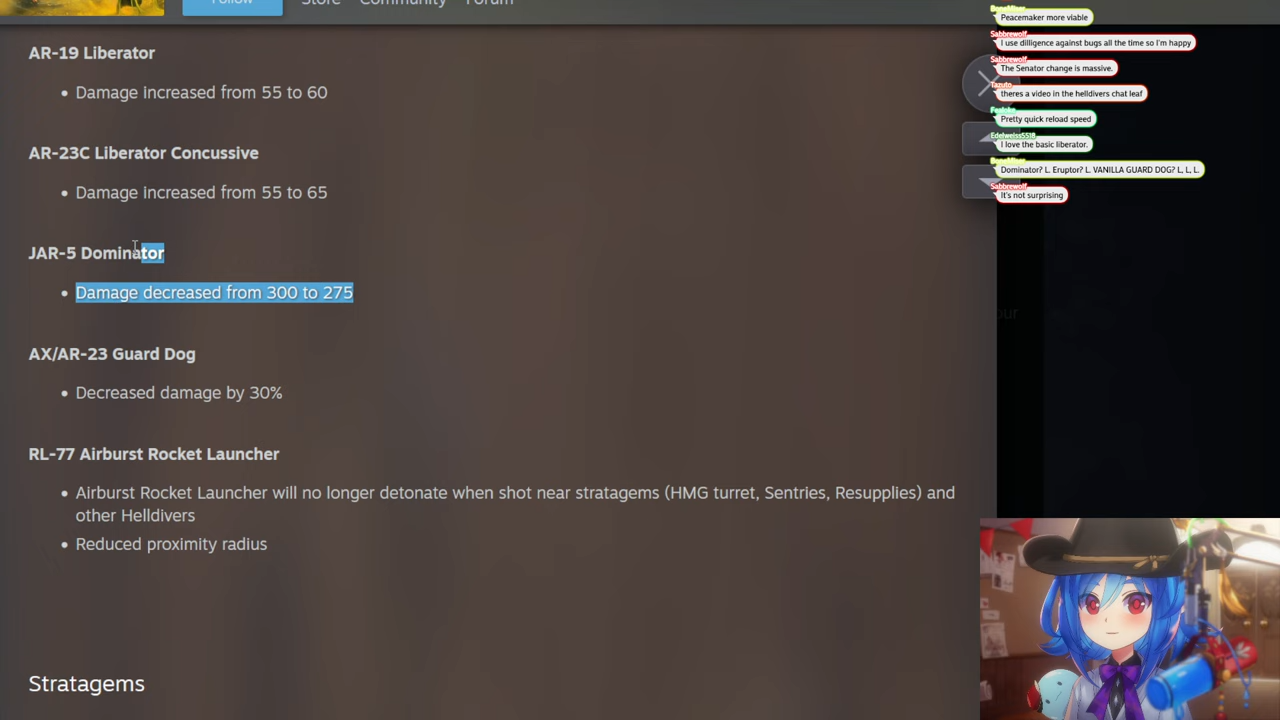 Follow
Store
Community
Forum
AR-19 Liberator
• Damage increased from 55 to 60
AR-23C Liberator Concussive
• Damage increased from 55 to 65
JAR-5 Dominator
• Damage decreased from 300 to 275
AX/AR-23 Guard Dog
• Decreased damage by 30%
RL-77 Airburst Rocket Launcher
• Airburst Rocket Launcher will no longer detonate when shot near stratagems (HMG turret, Sentries, Resupplies) and
other Helldivers
• Reduced proximity radius
Stratagems
Peacemaker more viable
Sabbrewolf
I use dilligence against bugs all the time so I'm happy
Sabbrewolf
The Senator change is massive.
theres a video in the helldivers chat leaf
Pretty quick reload speed
Edelweiss5518
I love the basic liberator.
Dominator? L. Eruptor? L. VANILLA GUARD DOG? L, L, L.
Sabbrewolf
It's not surprising